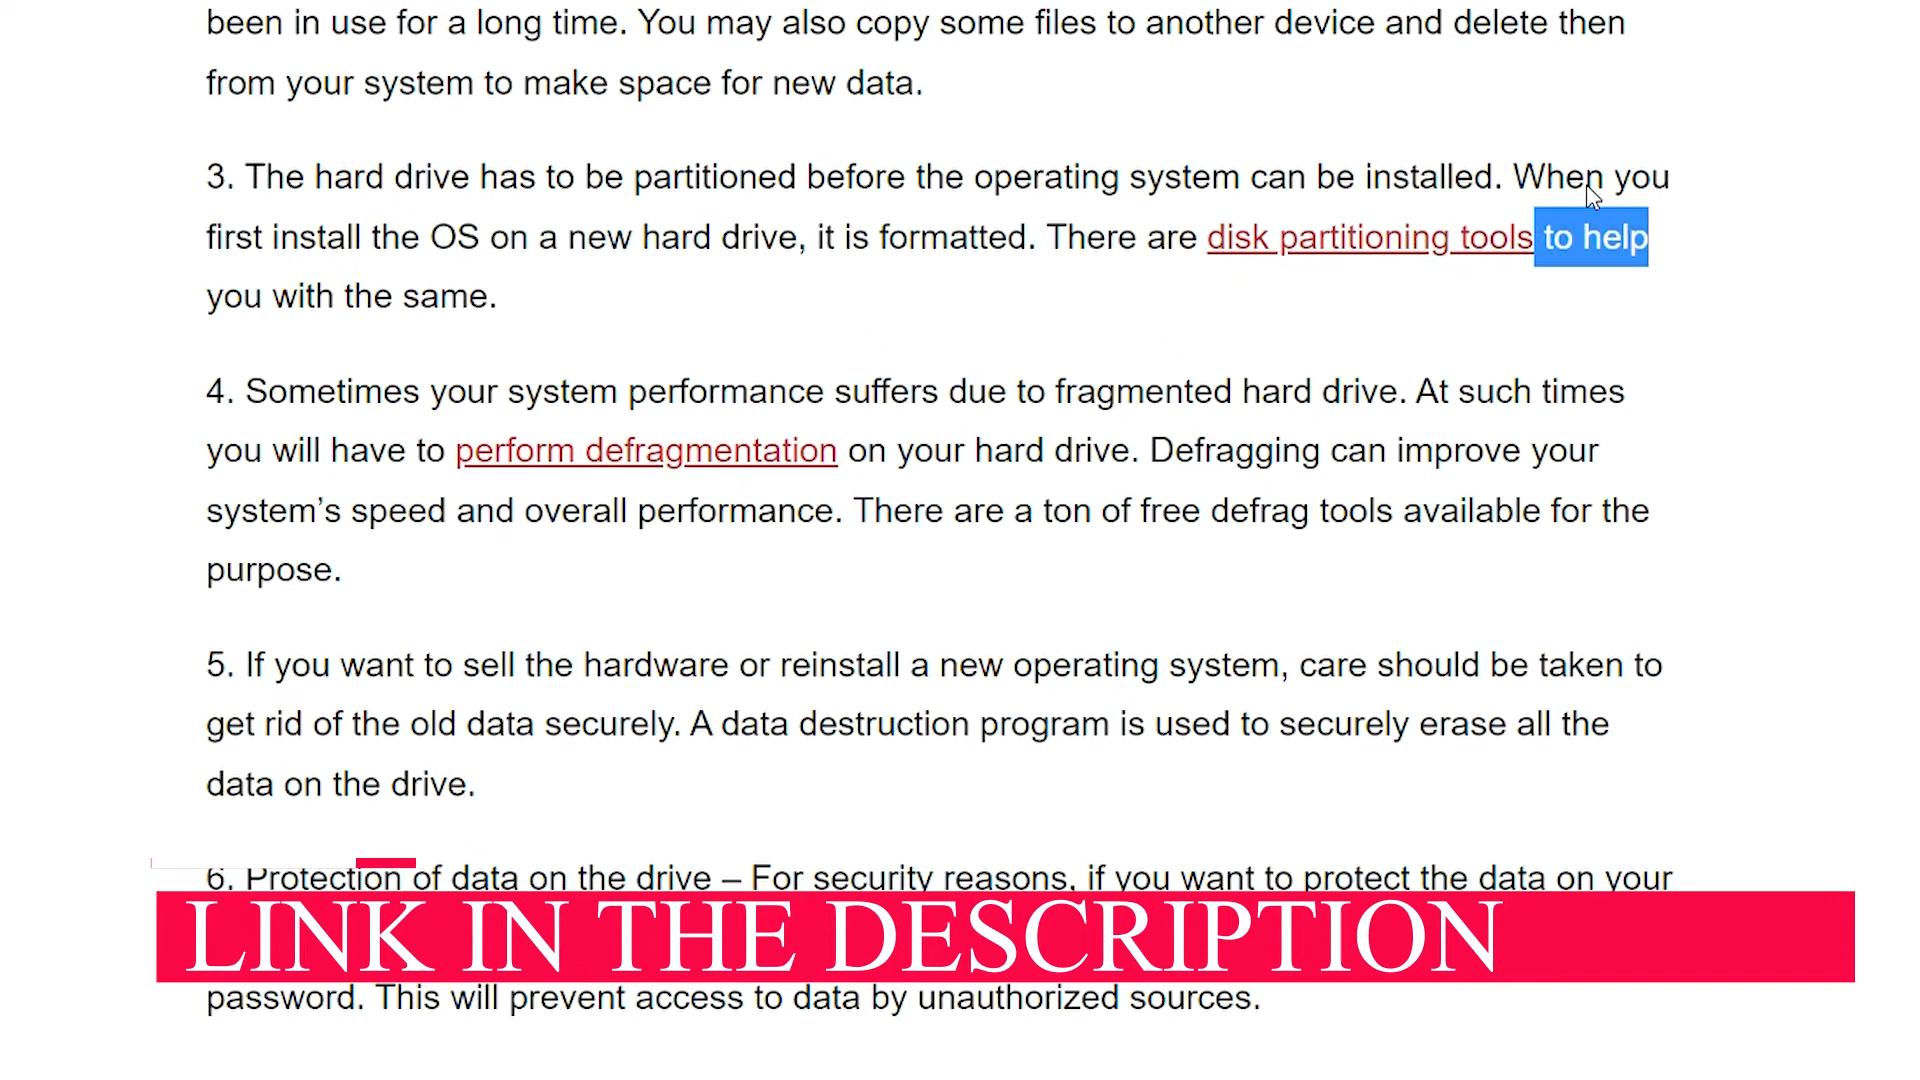 been in use for a long time. You may also copy some files to another device and delete then
from your system to make space for new data.
3. The hard drive has to be partitioned before the operating system can be installed. When you
first install the OS on a new hard drive, it is formatted. There are disk partitioning tools to help
you with the same.
4. Sometimes your system performance suffers due to fragmented hard drive. At such times
you will have to perform defragmentation on your hard drive. Defragging can improve your
system’s speed and overall performance. There are a ton of free defrag tools available for the
purpose.
5. If you want to sell the hardware or reinstall a new operating system, care should be taken to
get rid of the old data securely. A data destruction program is used to securely erase all the
data on the drive.
6. Protection of data on the drive – For security reasons, if you want to protect the data on your
LINK IN THE DESCRIPTION
password. This will prevent access to data by unauthorized sources.